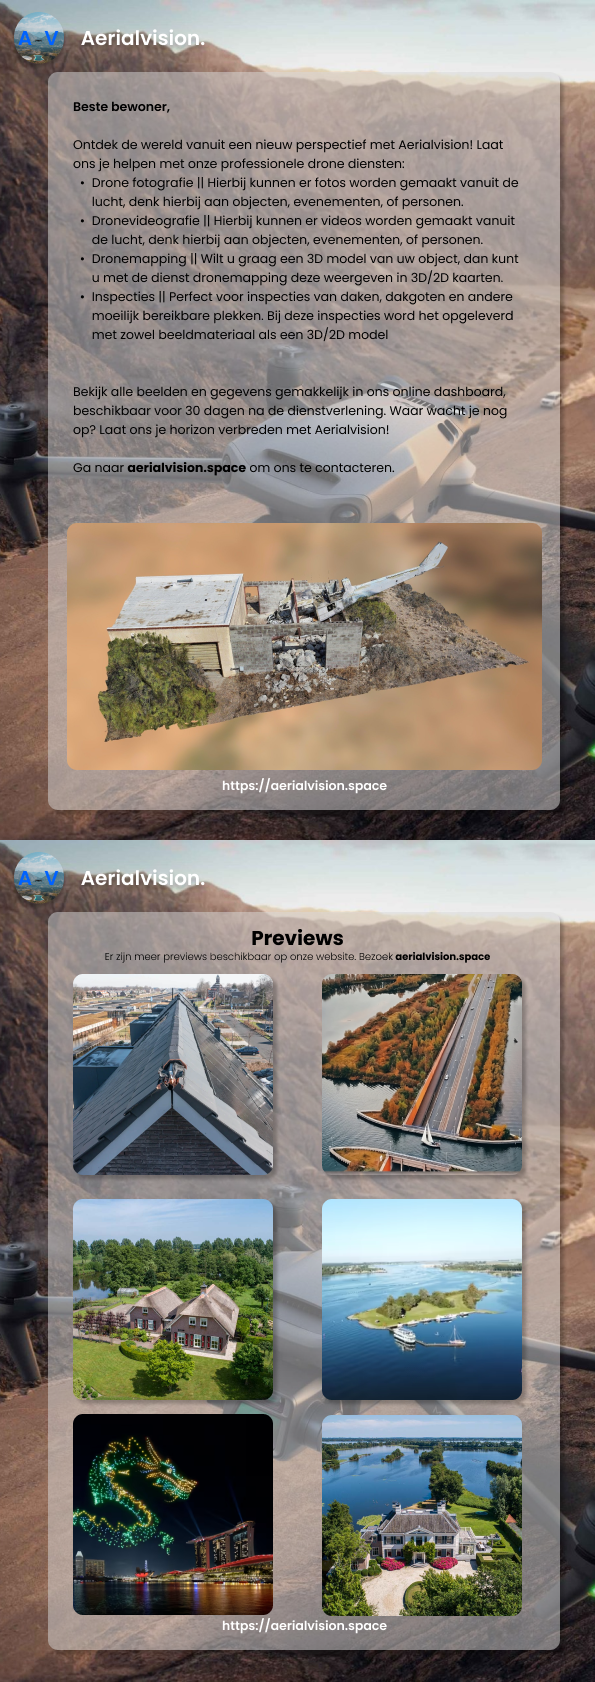 A - V
Aerialvision.
Beste bewoner,
Ontdek de wereld vanuit een nieuw perspectief met Aerialvision! Laat
ons je helpen met onze professionele drone diensten:
• Drone fotografie || Hierbij kunnen er fotos worden gemaakt vanuit de
lucht, denk hierbij aan objecten, evenementen, of personen.
• Dronevideografie || Hierbij kunnen er videos worden gemaakt vanuit
de lucht, denk hierbij aan objecten, evenementen, of personen.
• Dronemapping || Wilt u graag een 3D model van uw object, dan kunt
u met de dienst dronemapping deze weergeven in 3D/2D kaarten.
• Inspecties || Perfect voor inspecties van daken, dakgoten en andere
moeilijk bereikbare plekken. Bij deze inspecties word het opgeleverd
met zowel beeldmateriaal als een 3D/2D model
Bekijk alle beelden en gegevens gemakkelijk in ons online dashboard,
beschikbaar voor 30 dagen na de dienstverlening. Waar wacht je nog
op? Laat ons je horizon verbreden met Aerialvision!
Ga naar aerialvision.space om ons te contacteren.
https://aerialvision.space
A - V
Aerialvision.
Previews
Er zijn meer previews beschikbaar op onze website. Bezoek aerialvision.space
https://aerialvision.space